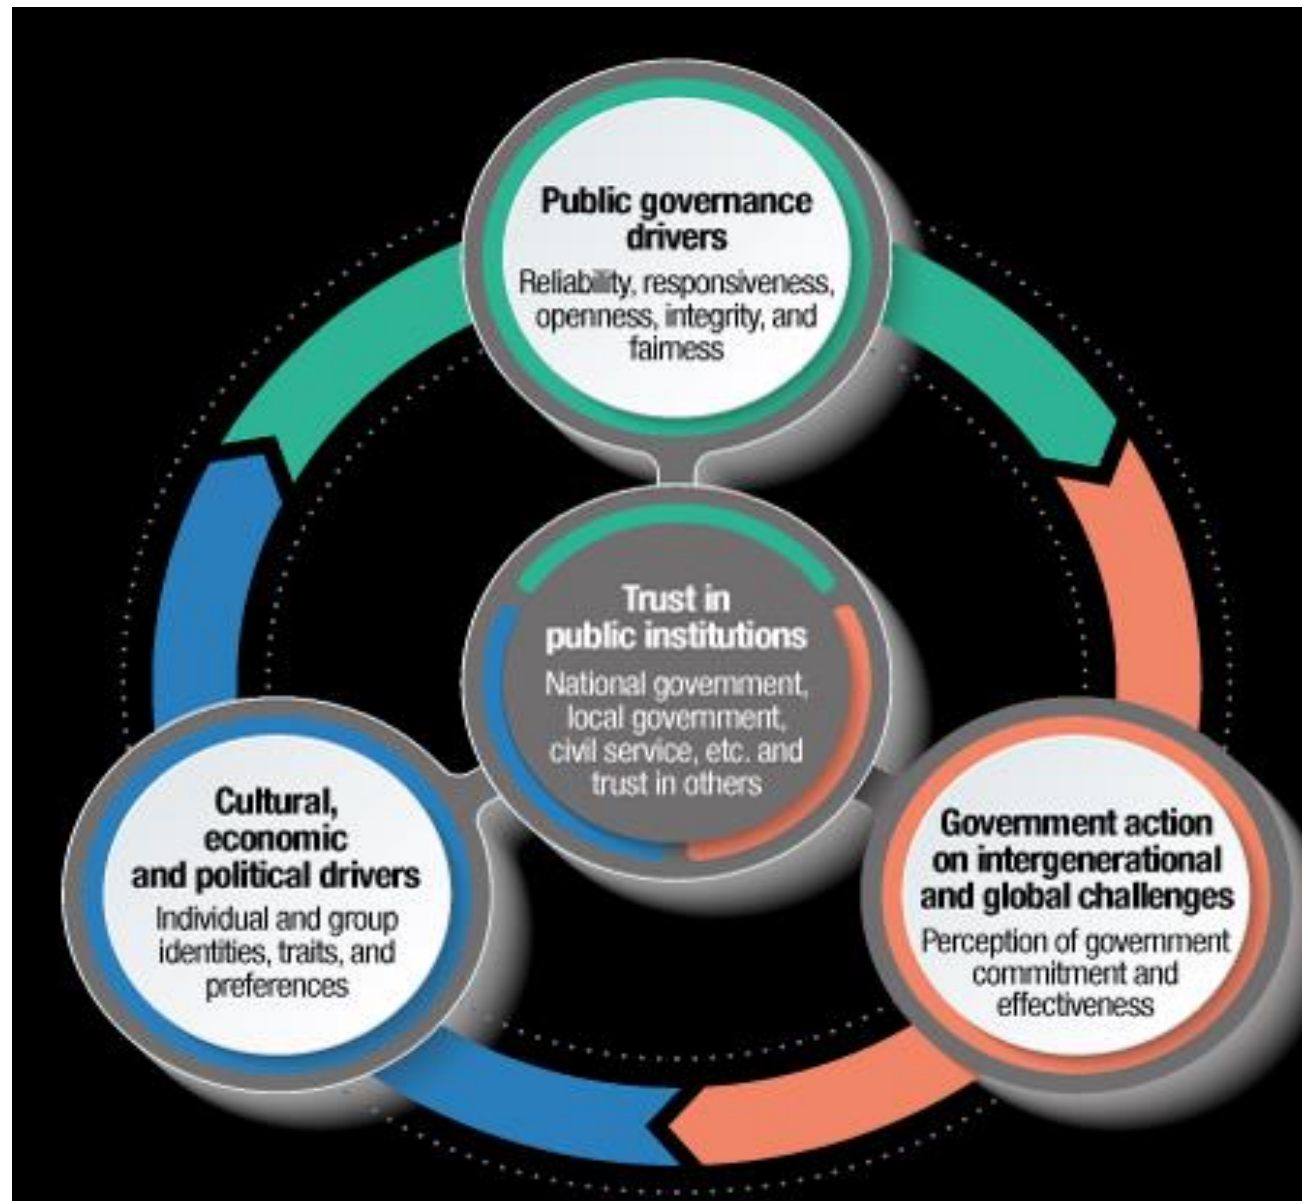 Public governance
drivers
Reliability, responsiveness,
openness, integrity, and
fairness
Trust in
public institutions
National government,
local government,
civil service, etc. and
trust in others
Cultural,
economic
and political drivers
Individual and group
identities, traits, and
preferences
Government action
on intergenerational
and global challenges
Perception of government
commitment and
effectiveness